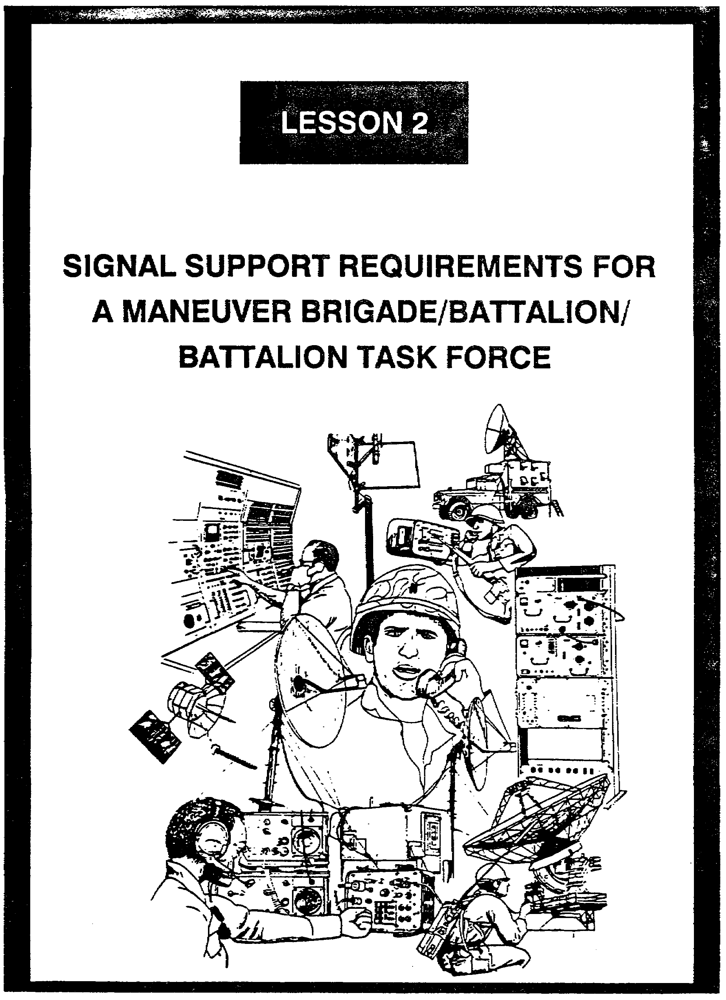 LESSON 2
SIGNAL SUPPORT REQUIREMENTS FOR
A MANEUVER BRIGADE/BATTALION/
BATTALION TASK FORCE